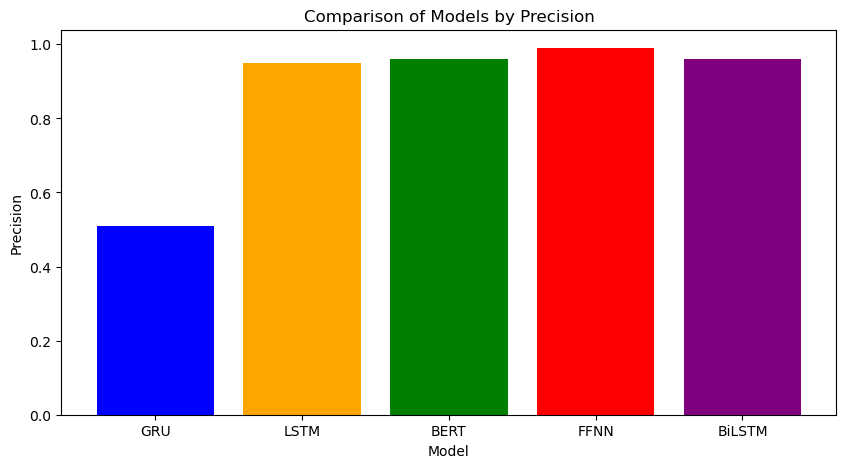 Comparison of Models by Precision
1.0
0.8
0.6
0.4
0.2
0.0
Precision
GRU LSTM BERT FFNN BiLSTM
Model